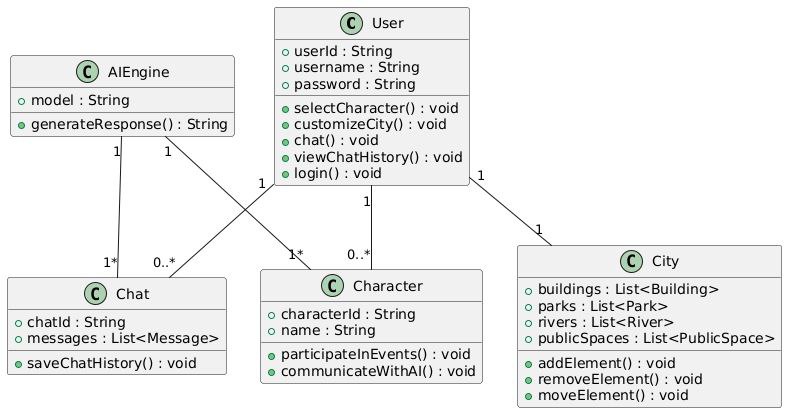 C User
+ userId : String
+ username : String
+ password : String
+ selectCharacter() : void
+ customizeCity() : void
+ chat() : void
+ viewChatHistory() : void
+ login() : void
C AIEngine
+ model : String
+ generateResponse() : String
1
1
1
1
1
1*
0..*
1*
0..*
1
C Chat
+ chatId : String
+ messages : List<Message>
+ saveChatHistory() : void
C Character
+ characterId : String
+ name : String
+ participateInEvents() : void
+ communicateWithAI() : void
C City
+ buildings : List<Building>
+ parks : List<Park>
+ rivers : List<River>
+ publicSpaces : List<PublicSpace>
+ addElement() : void
+ removeElement() : void
+ moveElement() : void